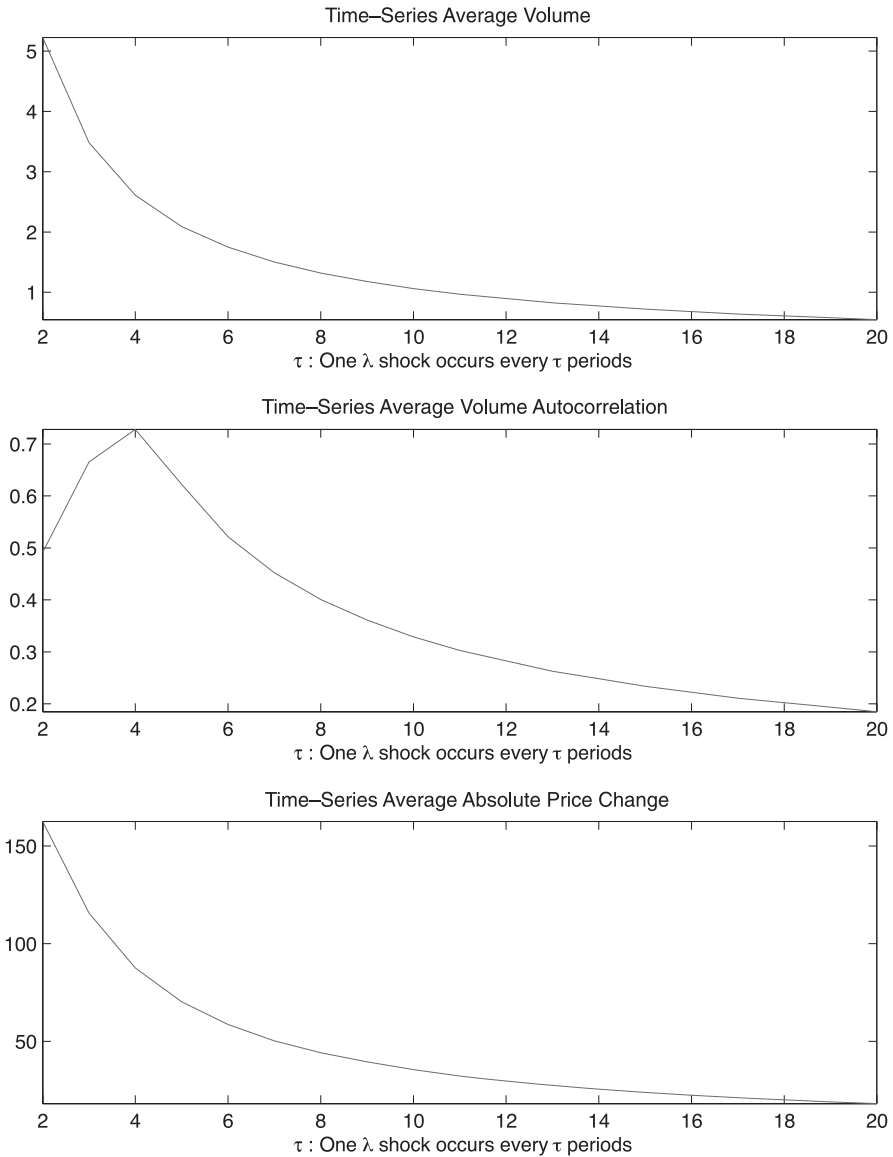 Time–Series Average Volume
5
4
3
2
1
2 4 6 8 10 12 14 16 18 20
τ : One λ shock occurs every τ periods
Time–Series Average Volume Autocorrelation
0.7
0.6
0.5
0.4
0.3
0.2
2 4 6 8 10 12 14 16 18 20
τ : One λ shock occurs every τ periods
Time–Series Average Absolute Price Change
150
100
50
2 4 6 8 10 12 14 16 18 20
τ : One λ shock occurs every τ periods